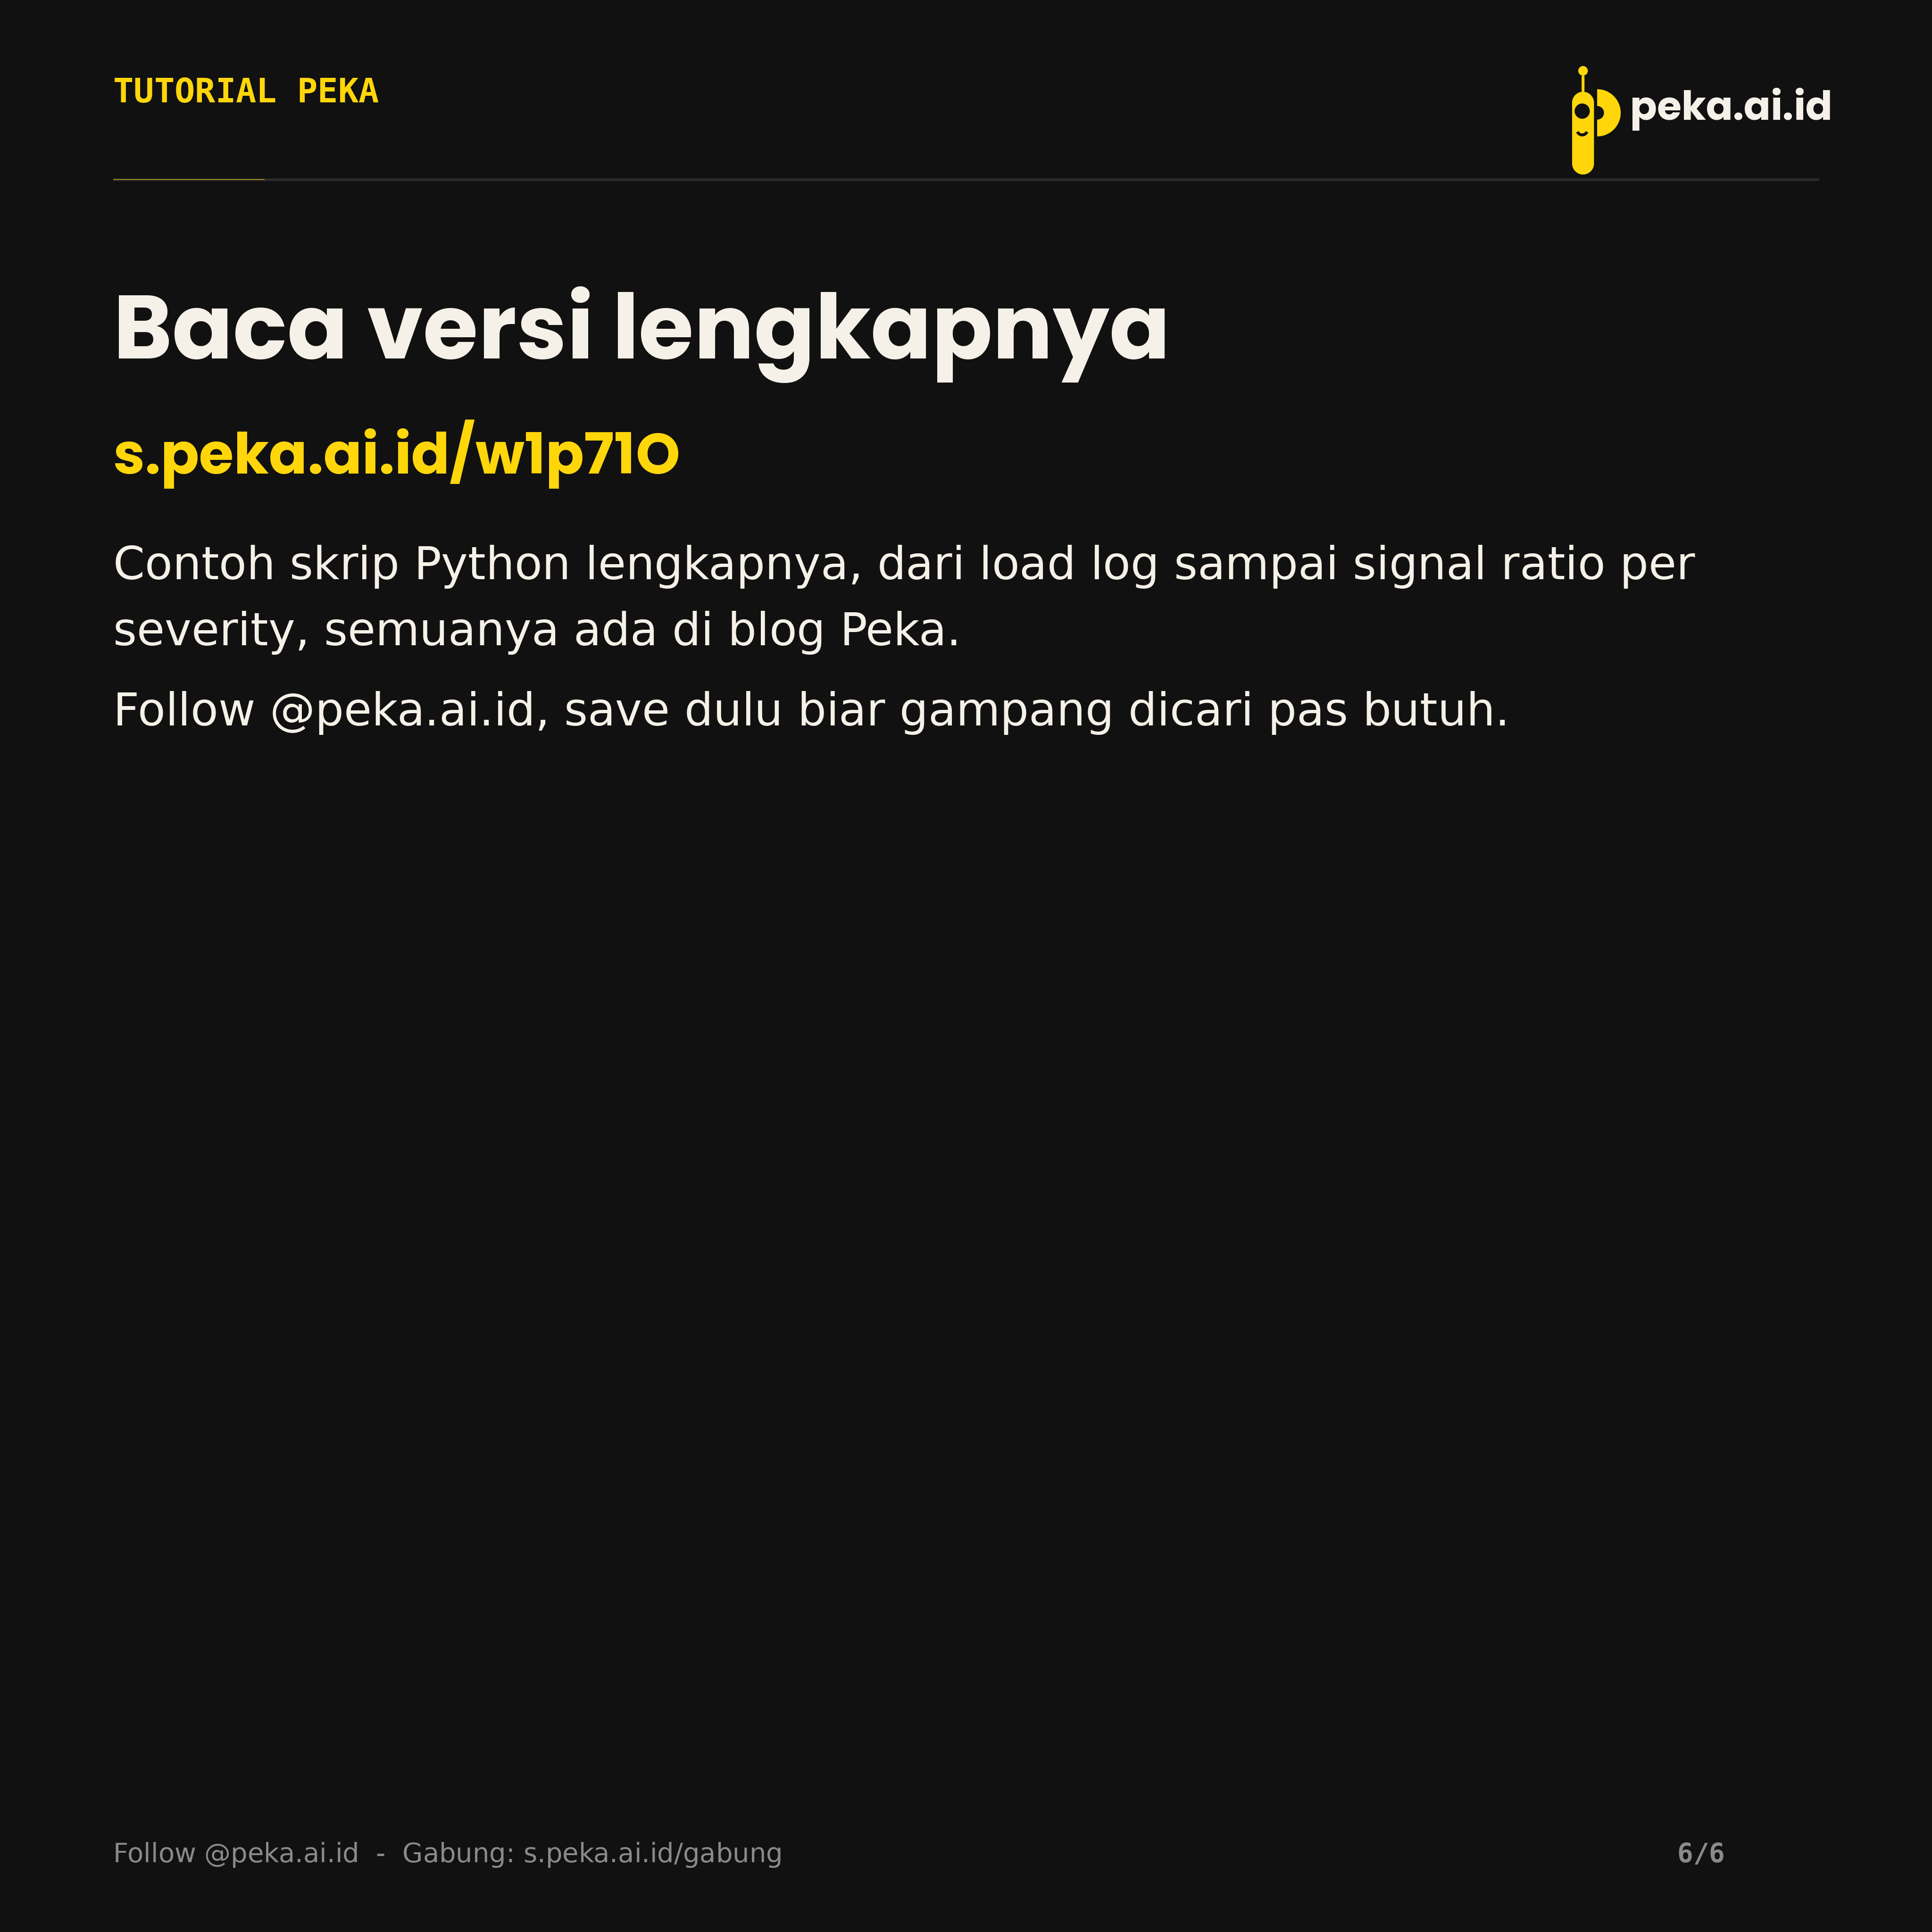 TUTORIAL PEKA
peka.ai.id
Baca versi lengkapnya
s.peka.ai.id/w1p710
Contoh skrip Python lengkapnya, dari load log sampai signal ratio per
severity, semuanya ada di blog Peka.
Follow @peka.ai.id, save dulu biar gampang dicari pas butuh.
Follow @peka.ai.id - Gabung: s.peka.ai.id/gabung
6/6